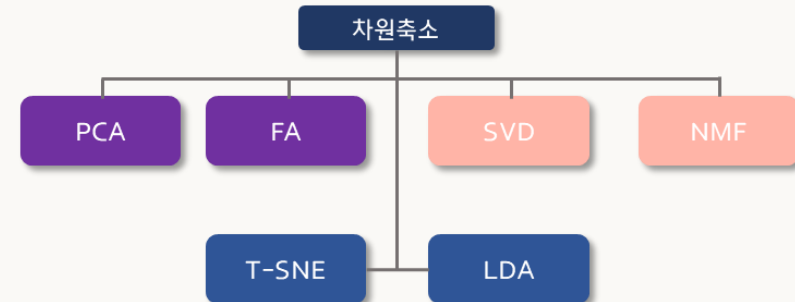 차원축소
PCA
FA
SVD
NMF
T-SNE
LDA